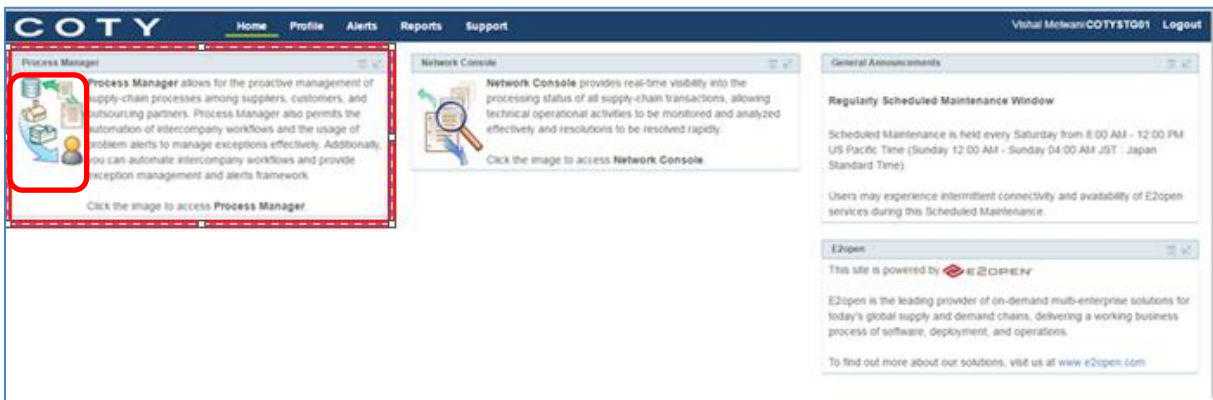 COTY Home Profile Alerts Reports Support Vishal Melwani COTYSTG01 Logout
Process Manager
Process Manager allows for the proactive management of
supply-chain processes among suppliers, customers, and
outsourcing partners. Process Manager also permits the
automation of intercompany workflows and the usage of
problem alerts to manage exceptions effectively. Additionally,
you can automate intercompany workflows and provide
exception management and alerts framework
Click the image to access Process Manager
Network Console
Network Console provides real-time visibility into the
processing status of all supply-chain transactions, allowing
technical operational activities to be monitored and analyzed
effectively and resolutions to be resolved rapidly.
Click the image to access Network Console
General Announcements
Regularly Scheduled Maintenance Window
Scheduled Maintenance is held every Saturday from 8:00 AM - 12:00 PM
US Pacific Time (Sunday 12:00 AM - Sunday 04:00 AM JST : Japan
Standard Time)
Users may experience intermittent connectivity and availability of E2open
services during this Scheduled Maintenance.
E2open
This site is powered by E2OPEN
E2open is the leading provider of on-demand multi-enterprise solutions for
today's global supply and demand chains, delivering a working business
process of software, deployment, and operations.
To find out more about our solutions, visit us at www.e2open.com